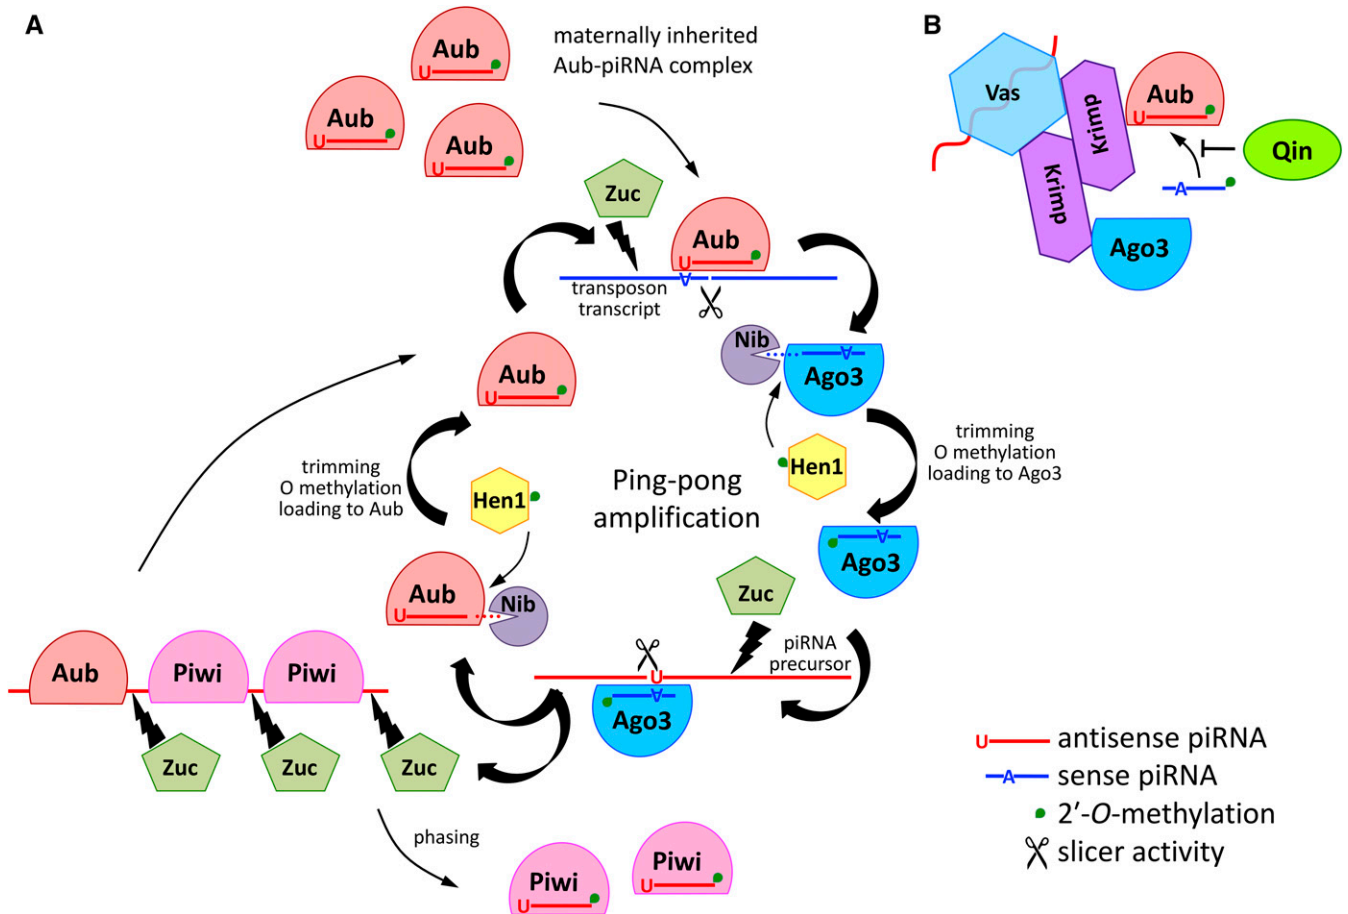 A
Aub
U
maternally inherited
Aub-piRNA complex
Aub
U
Aub
U
Zuc
Aub
U
A
transposon
transcript
Nib
A
Ago3
Aub
U
trimming
O methylation
loading to Ago3
Hen1
trimming
O methylation
loading to Aub
Hen1
Ping-pong
amplification
A
Ago3
Aub
U
Nib
Zuc
piRNA
precursor
U
A
Ago3
Aub
Piwi
Piwi
Zuc
Zuc
Zuc
phasing
Piwi
U
Piwi
U
B
Vas
Krimp
Krimp
Aub
U
Qin
A
Ago3
U antisense piRNA
A sense piRNA
2′-O-methylation
slicer activity